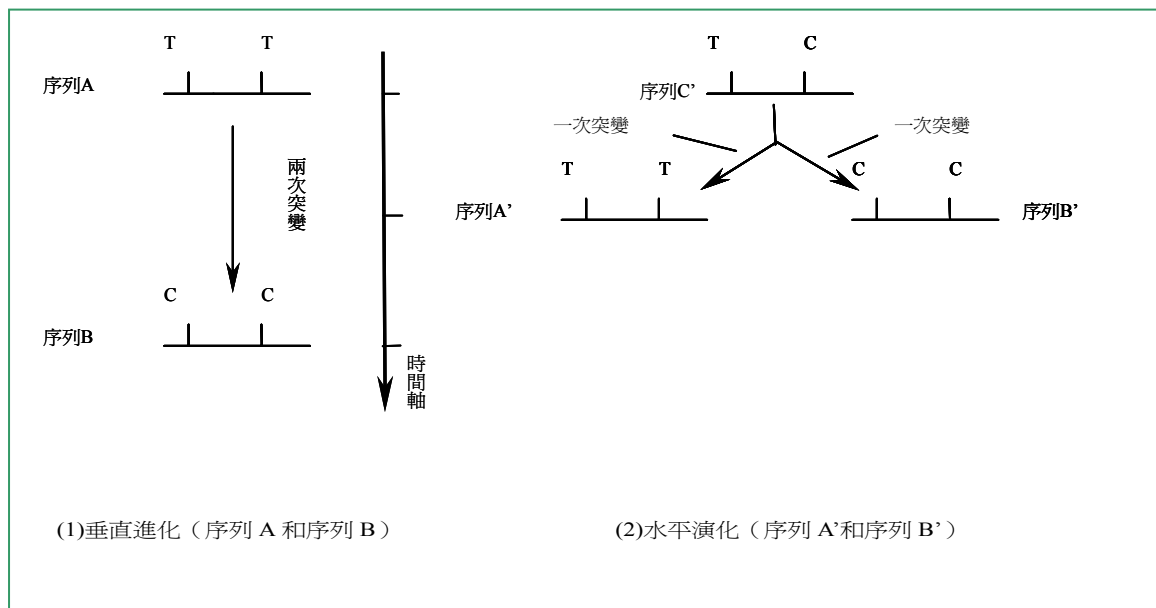 T T
序列A
兩次突變
C C
序列B
時間軸
T C
序列C’
一次突變 一次突變
T T
序列A’
C C
序列B’
(1)垂直進化（序列 A 和序列 B）
(2)水平演化（序列 A’和序列 B’）